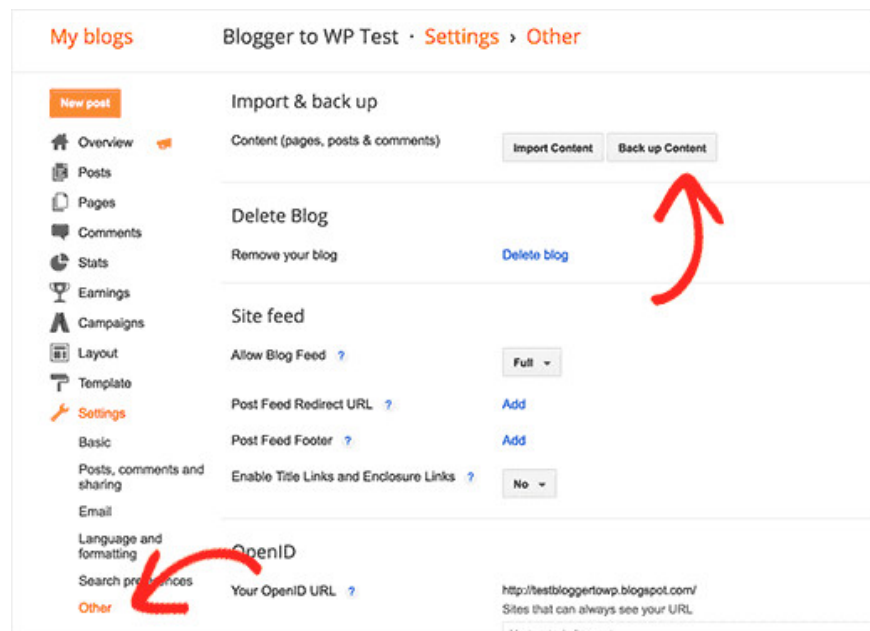 My blogs
Blogger to WP Test · Settings › Other
New post
Overview
Posts
Pages
Comments
Stats
Earnings
Campaigns
Layout
Template
Settings
Basic
Posts, comments and
sharing
Email
Language and
formatting
Search preferences
Other
Import & back up
Content (pages, posts & comments)
Import Content
Back up Content
Delete Blog
Remove your blog
Delete blog
Site feed
Allow Blog Feed ?
Full
Post Feed Redirect URL ?
Add
Post Feed Footer ?
Add
Enable Title Links and Enclosure Links ?
No
OpenID
Your OpenID URL ?
http://testbloggertowp.blogspot.com/
Sites that can always see your URL